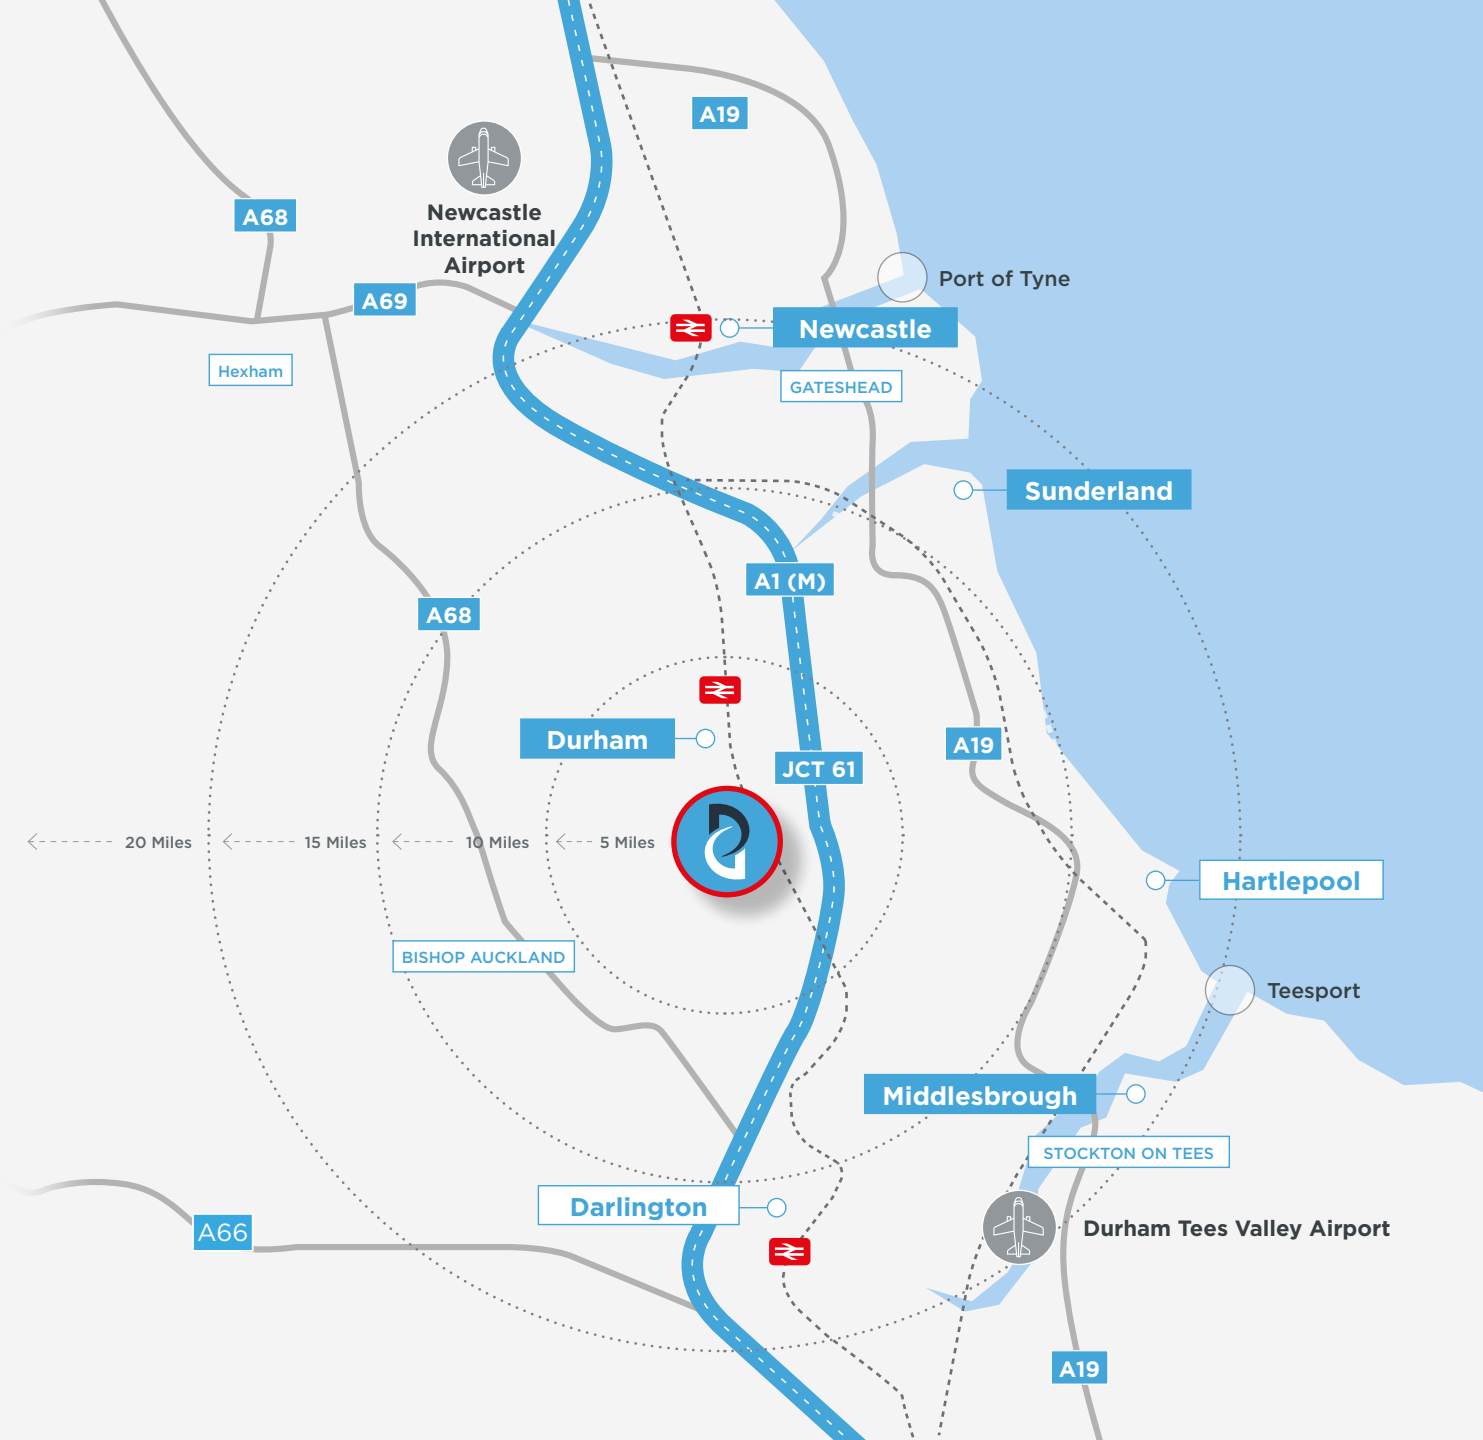 A19
Newcastle
International
Airport
A68
A69
Port of Tyne
Newcastle
Hexham
GATESHEAD
Sunderland
A1 (M)
A68
Durham
A19
JCT 61
20 Miles
15 Miles
10 Miles
5 Miles
Hartlepool
BISHOP AUCKLAND
Teesport
Middlesbrough
STOCKTON ON TEES
Darlington
A66
Durham Tees Valley Airport
A19